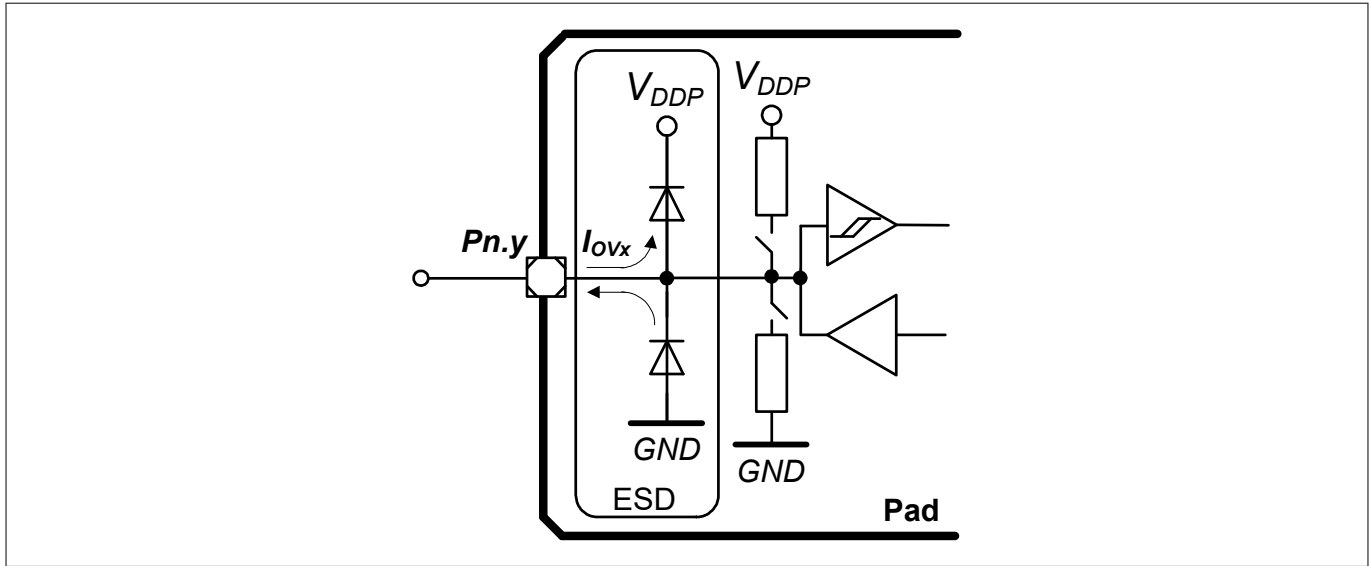 V_DDP
V_DDP
Pn.y
I_OVx
GND
GND
ESD
Pad